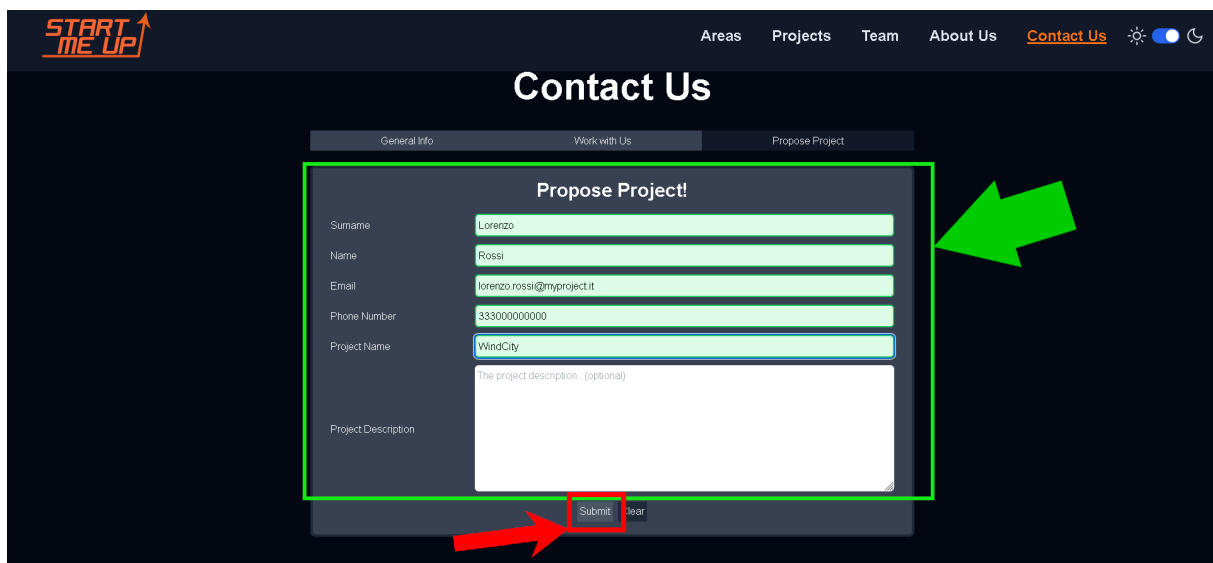 START
ME UP
Areas Projects Team About Us Contact Us
Contact Us
General Info Work with Us Propose Project
Propose Project!
Surname Lorenzo
Name Rossi
Email lorenzo.rossi@myproject.it
Phone Number 333000000000
Project Name WindCity
The project description.. (optional)
Project Description
Submit Clear